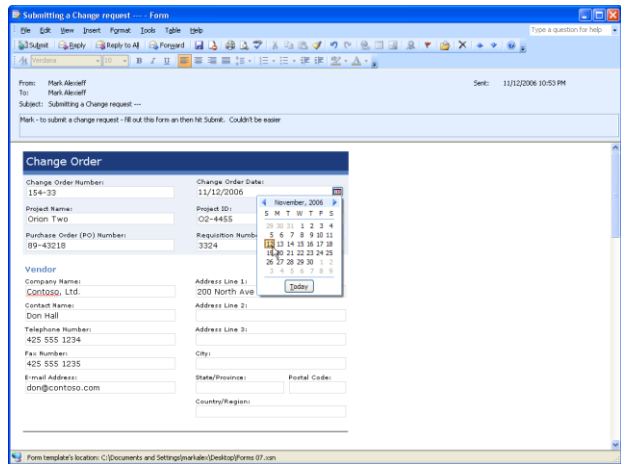 Submitting a Change request --- - Form
File Edit View Insert Format Tools Table Help Type a question for help
Submit Reply Reply to All Forward
Verdana 10 B I U A
From: Mark Alexieff Sent: 11/12/2006 10:53 PM
To: Mark Alexieff
Subject: Submitting a Change request ---
Mark - to submit a change request - fill out this form an then hit Submit. Couldn't be easier
Change Order
Change Order Number: Change Order Date:
154-33 11/12/2006
Project Name: Project ID:
Orion Two O2-4455
Purchase Order (PO) Number: Requisition Numbe
89-43218 3324
November, 2006
S M T W T F S
29 30 31 1 2 3 4
5 6 7 8 9 10 11
12 13 14 15 16 17 18
19 20 21 22 23 24 25
26 27 28 29 30 1 2
3 4 5 6 7 8 9
Today
Vendor
Company Name: Address Line 1:
Contoso, Ltd. 200 North Ave
Contact Name: Address Line 2:
Don Hall
Telephone Number: Address Line 3:
425 555 1234
Fax Number: City:
425 555 1235
E-mail Address: State/Province: Postal Code:
don@contoso.com
Country/Region:
Form template's location: C:\Documents and Settings\markalex\Desktop\Forms 07.xsn